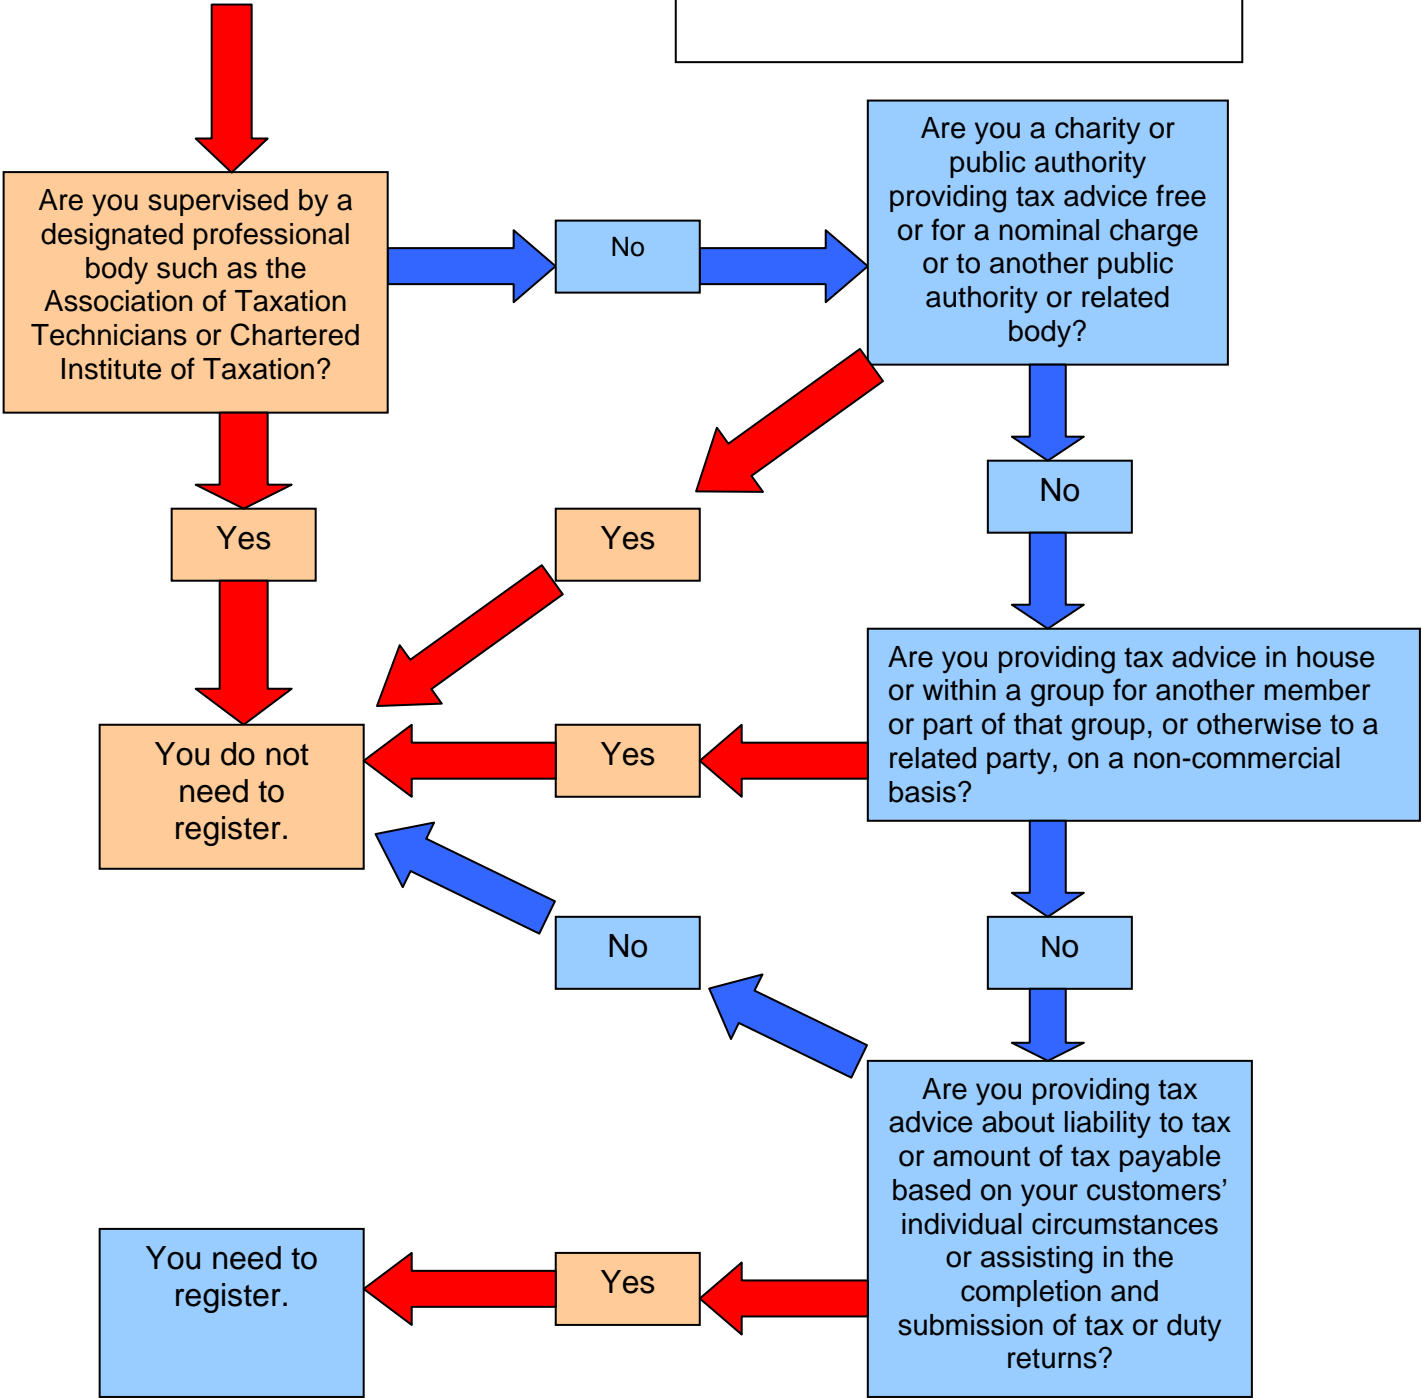 Are you supervised by a
designated professional
body such as the
Association of Taxation
Technicians or Chartered
Institute of Taxation?
No
Are you a charity or
public authority
providing tax advice free
or for a nominal charge
or to another public
authority or related
body?
Yes
Yes
No
You do not
need to
register.
Yes
Are you providing tax advice in house
or within a group for another member
or part of that group, or otherwise to a
related party, on a non-commercial
basis?
No
No
You need to
register.
Yes
Are you providing tax
advice about liability to tax
or amount of tax payable
based on your customers’
individual circumstances
or assisting in the
completion and
submission of tax or duty
returns?